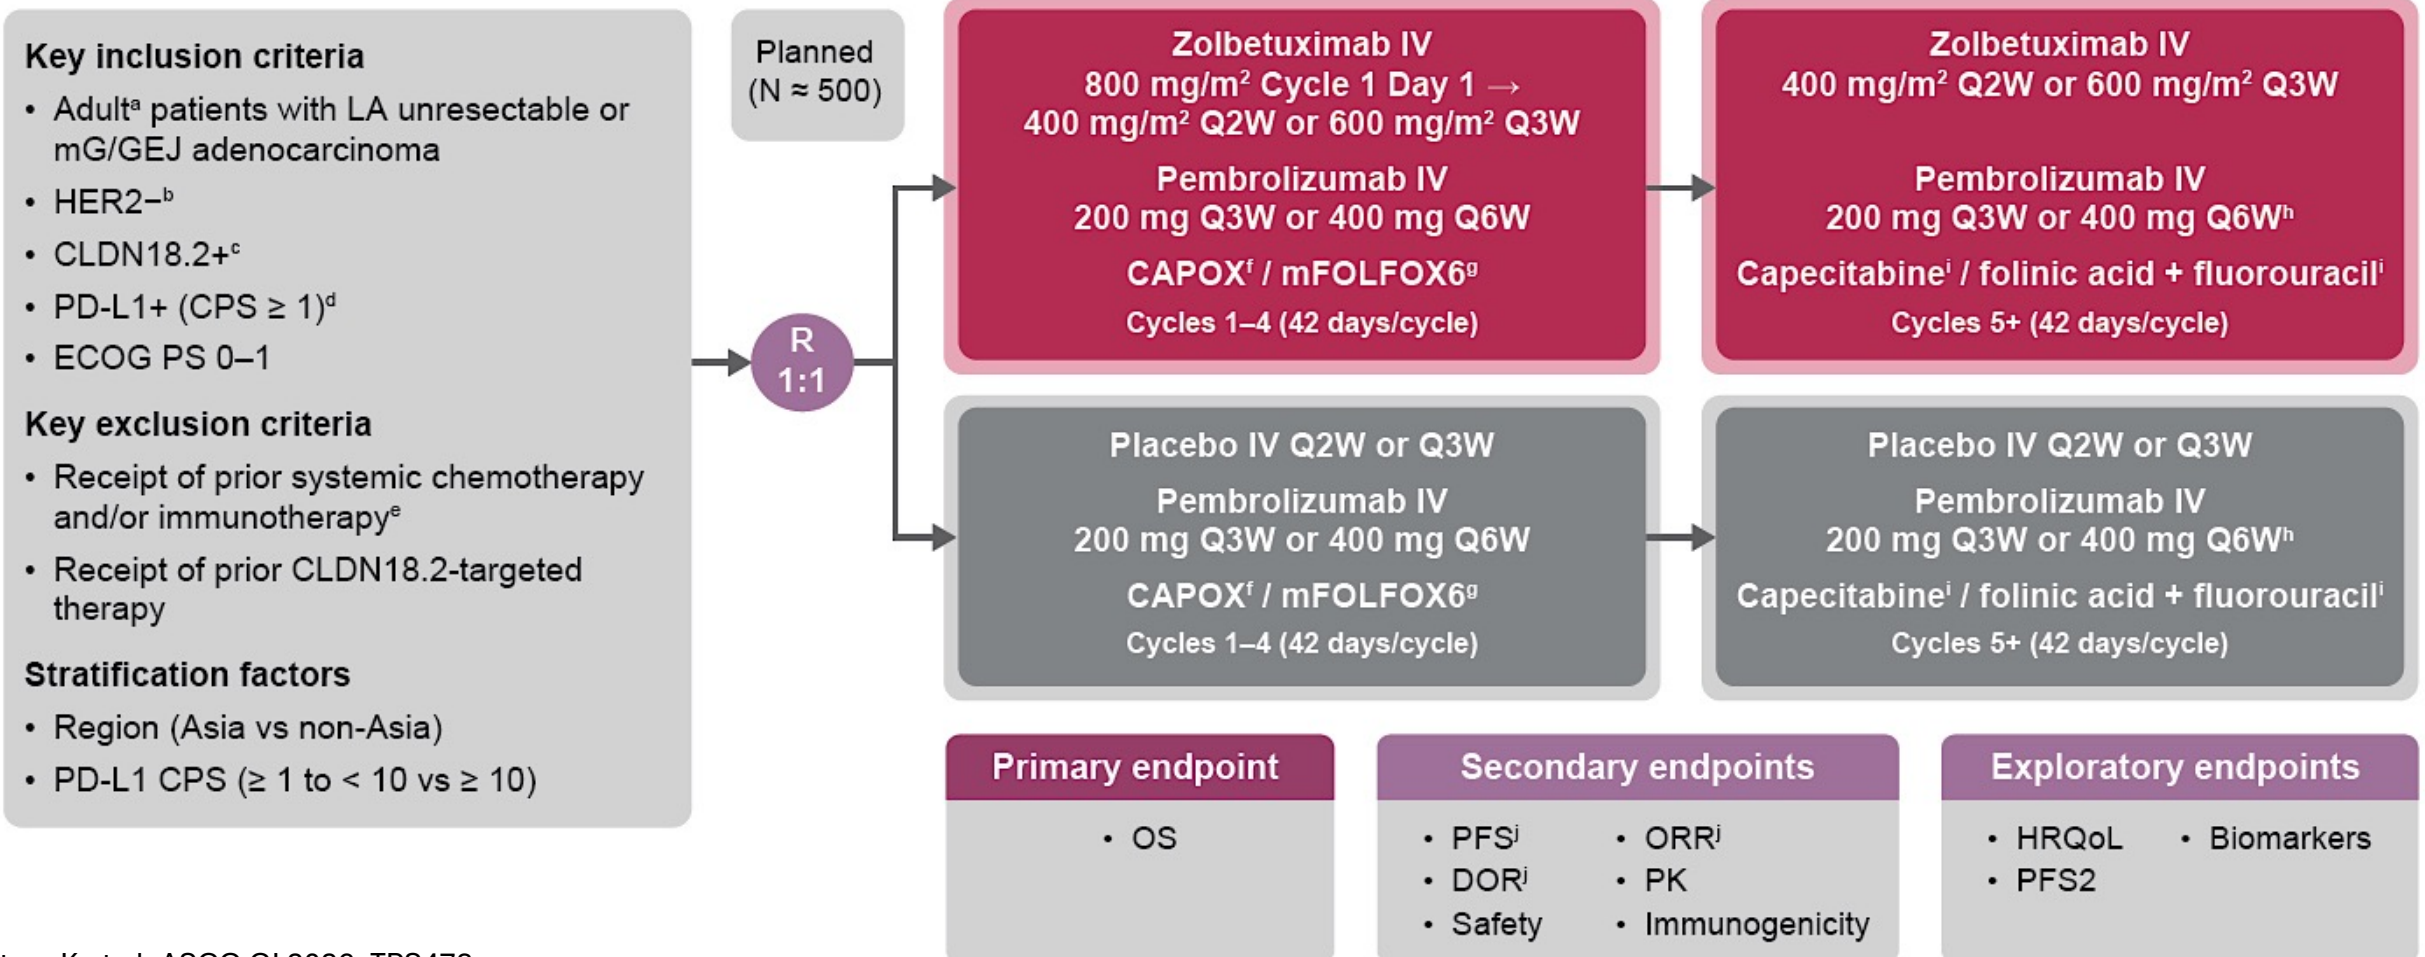 Key inclusion criteria
• Adultᵃ patients with LA unresectable or
mG/GEJ adenocarcinoma
• HER2−ᵇ
• CLDN18.2+ᶜ
• PD-L1+ (CPS ≥ 1)ᵈ
• ECOG PS 0–1
Key exclusion criteria
• Receipt of prior systemic chemotherapy
and/or immunotherapyᵉ
• Receipt of prior CLDN18.2-targeted
therapy
Stratification factors
• Region (Asia vs non-Asia)
• PD-L1 CPS (≥ 1 to < 10 vs ≥ 10)
Planned
(N ≈ 500)
R
1:1
Zolbetuximab IV
800 mg/m² Cycle 1 Day 1 →
400 mg/m² Q2W or 600 mg/m² Q3W
Pembrolizumab IV
200 mg Q3W or 400 mg Q6W
CAPOXᶠ / mFOLFOX6ᵍ
Cycles 1–4 (42 days/cycle)
Zolbetuximab IV
400 mg/m² Q2W or 600 mg/m² Q3W
Pembrolizumab IV
200 mg Q3W or 400 mg Q6Wʰ
Capecitabineⁱ / folinic acid + fluorouracilⁱ
Cycles 5+ (42 days/cycle)
Placebo IV Q2W or Q3W
Pembrolizumab IV
200 mg Q3W or 400 mg Q6W
CAPOXᶠ / mFOLFOX6ᵍ
Cycles 1–4 (42 days/cycle)
Placebo IV Q2W or Q3W
Pembrolizumab IV
200 mg Q3W or 400 mg Q6Wʰ
Capecitabineⁱ / folinic acid + fluorouracilⁱ
Cycles 5+ (42 days/cycle)
Primary endpoint
• OS
Secondary endpoints
• PFSʲ
• DORʲ
• Safety
• ORRʲ
• PK
• Immunogenicity
Exploratory endpoints
• HRQoL
• PFS2
• Biomarkers